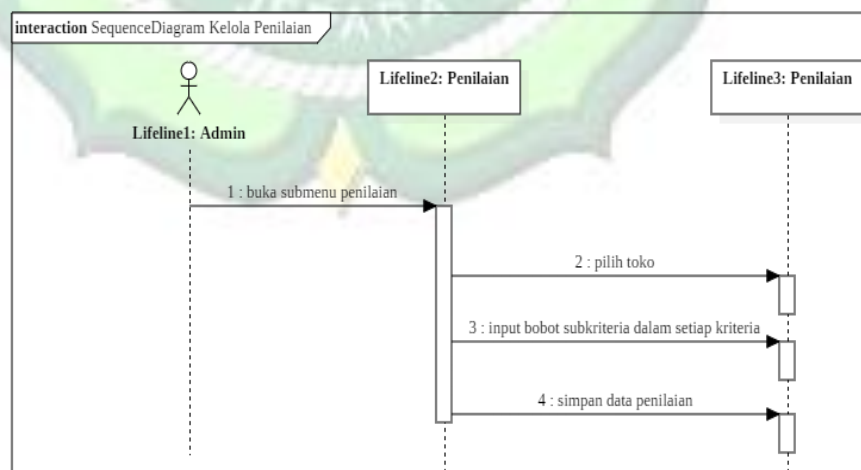 interaction SequenceDiagram Kelola Penilaian
Lifeline2: Penilaian
Lifeline3: Penilaian
Lifeline1: Admin
1 : buka submenu penilaian
2 : pilih toko
3 : input bobot subkriteria dalam setiap kriteria
4 : simpan data penilaian